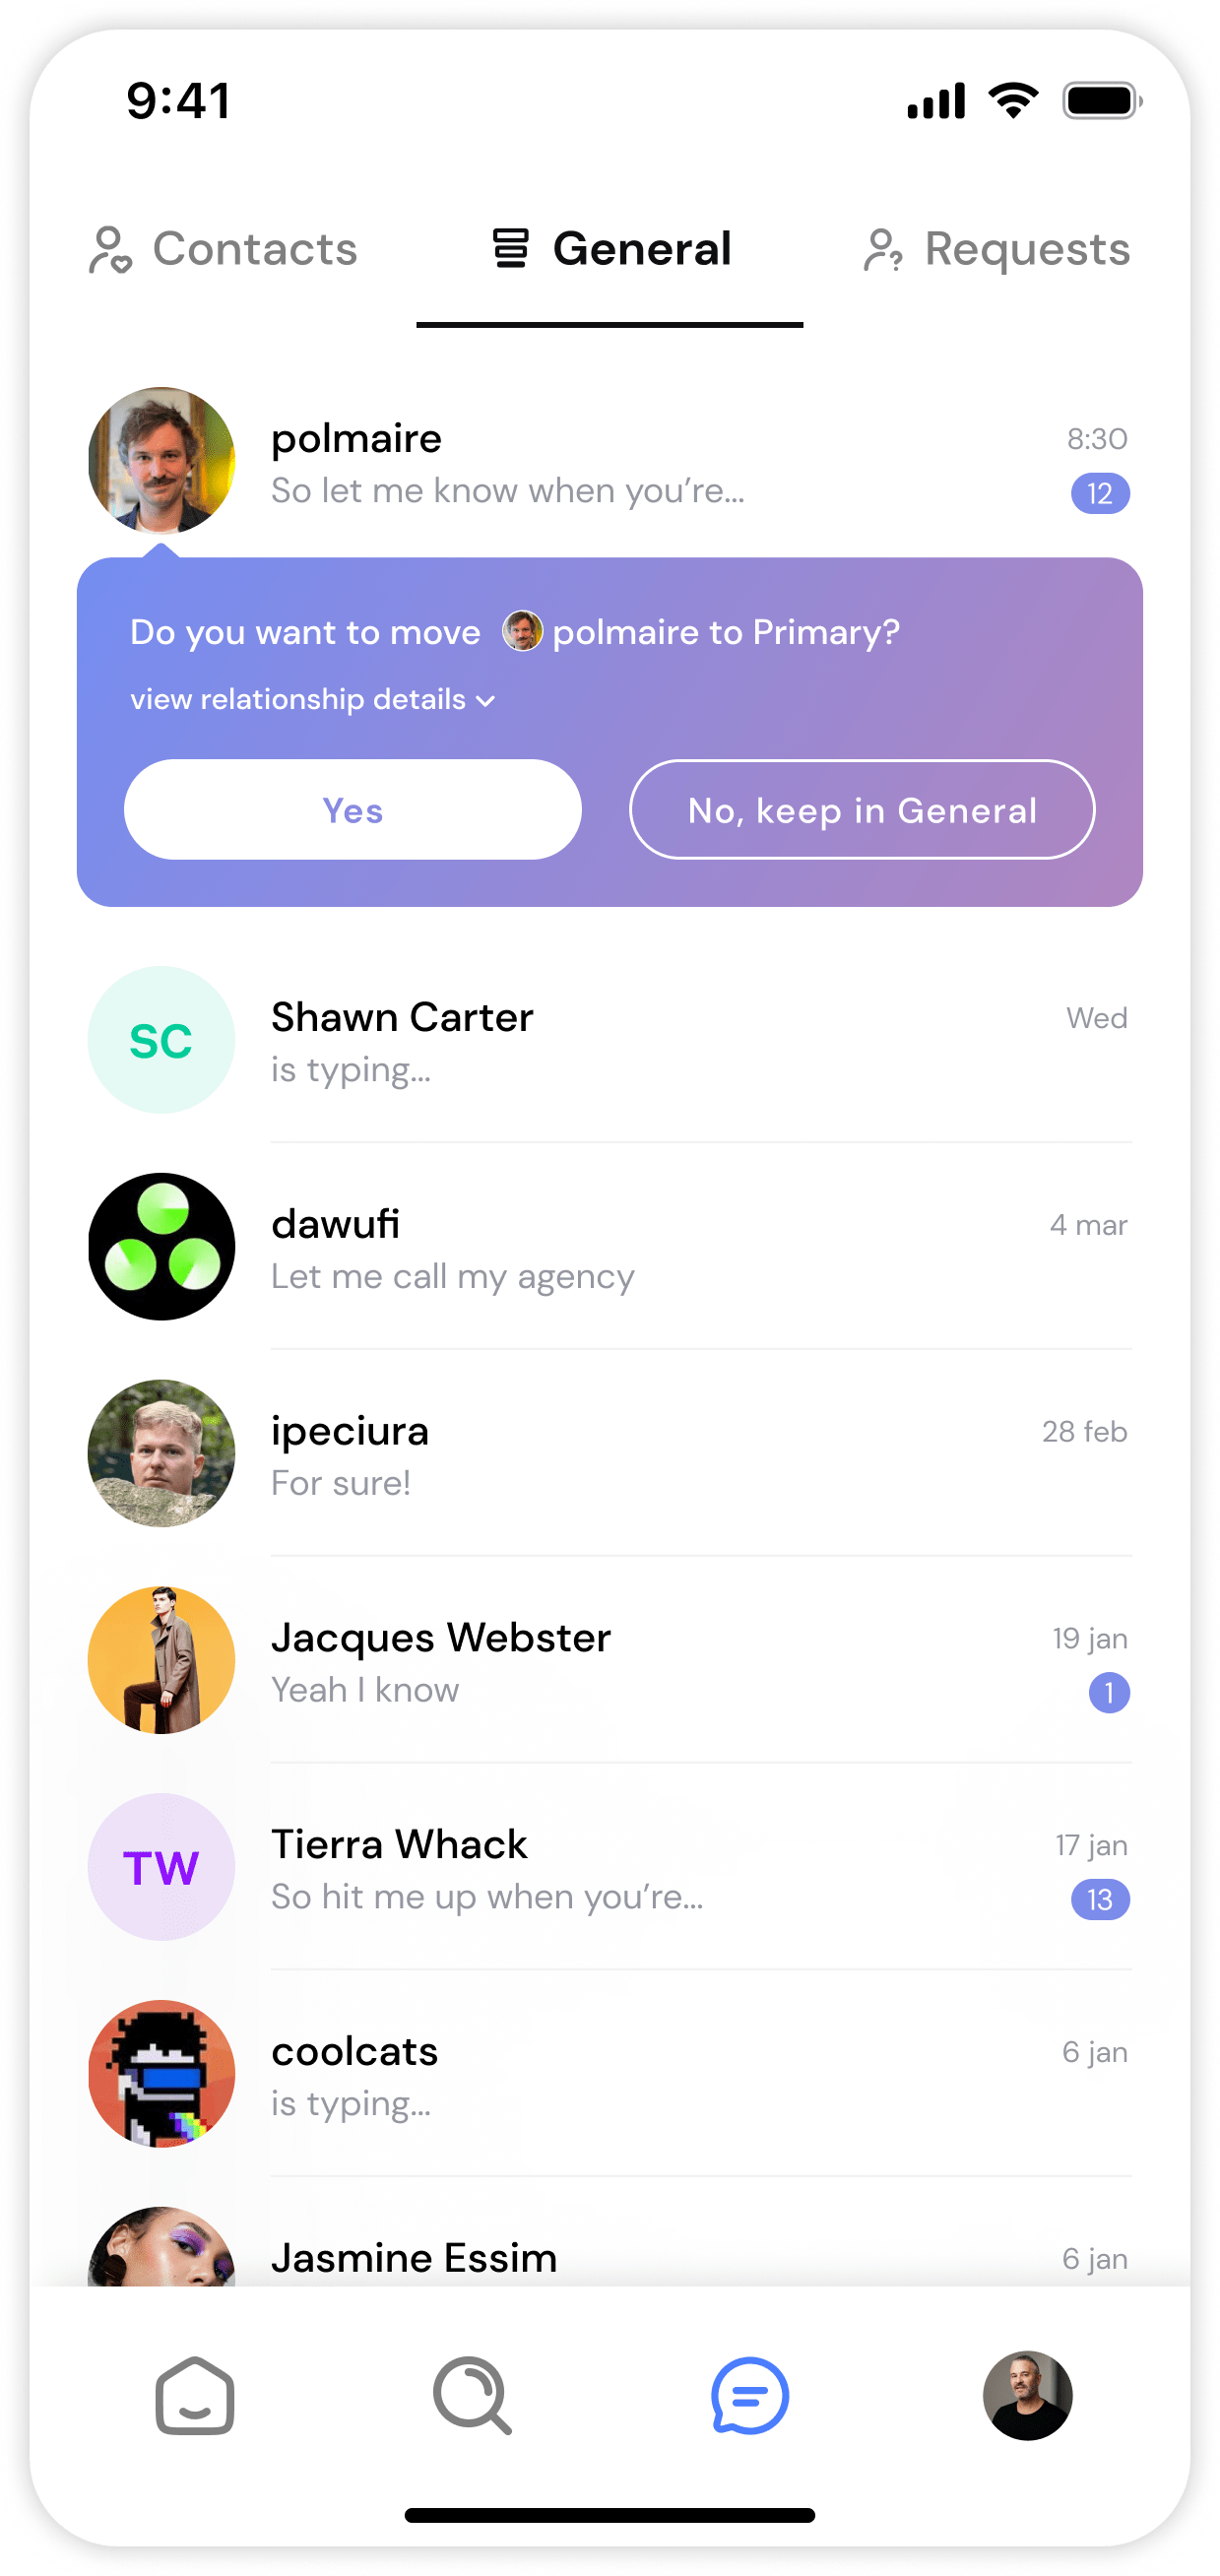 9:41
Contacts General Requests
polmaire 8:30
So let me know when you’re... 12
Do you want to move polmaire to Primary?
view relationship details
Yes No, keep in General
SC Shawn Carter Wed
is typing...
dawufi 4 mar
Let me call my agency
ipeciura 28 feb
For sure!
Jacques Webster 19 jan
Yeah I know 1
TW Tierra Whack 17 jan
So hit me up when you’re... 13
coolcats 6 jan
is typing...
Jasmine Essim 6 jan